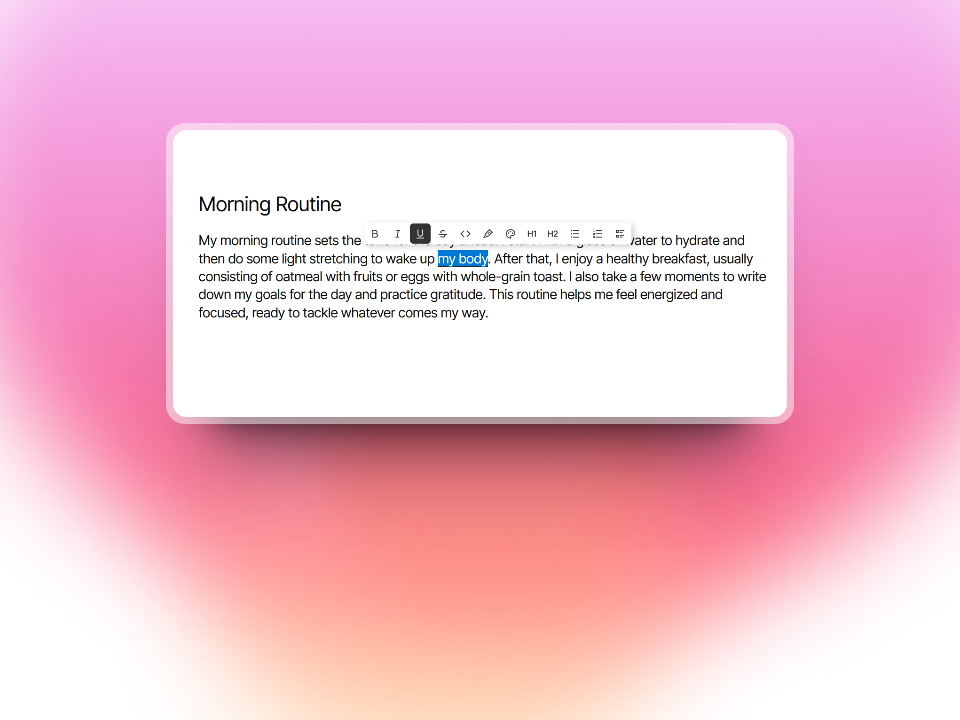 Morning Routine
B I U S <> H1 H2
My morning routine sets the water to hydrate and
then do some light stretching to wake up my body. After that, I enjoy a healthy breakfast, usually
consisting of oatmeal with fruits or eggs with whole-grain toast. I also take a few moments to write
down my goals for the day and practice gratitude. This routine helps me feel energized and
focused, ready to tackle whatever comes my way.